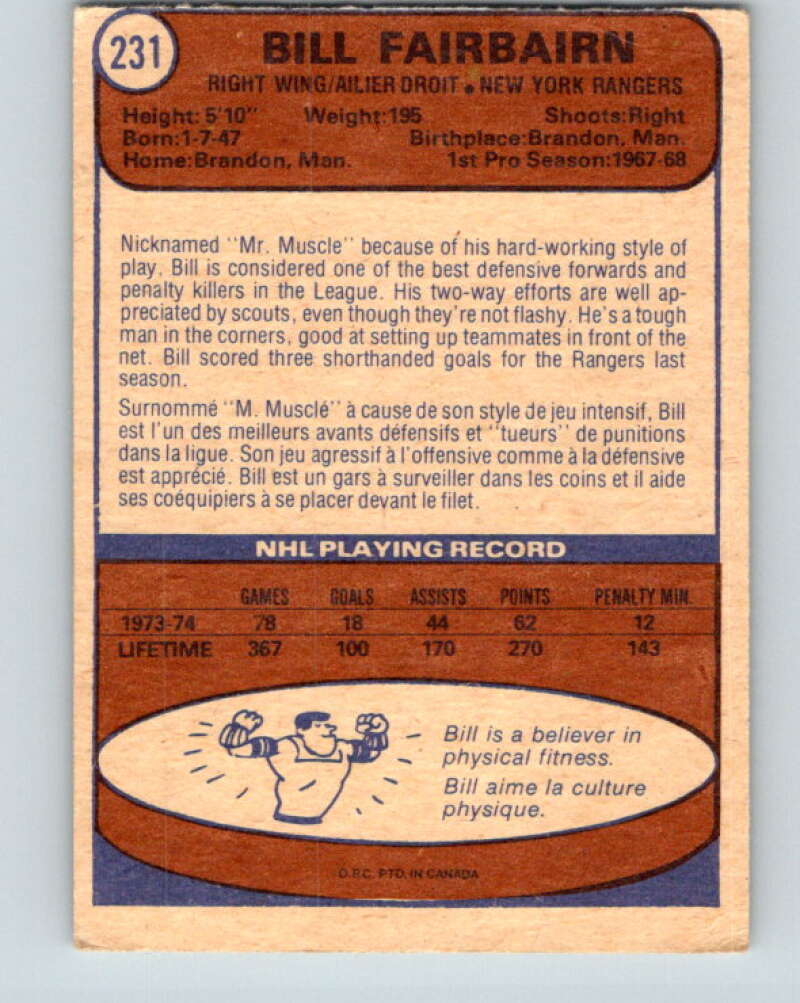 231
BILL FAIRBAIRN
RIGHT WING/AILIER DROIT • NEW YORK RANGERS
Height: 5'10" Weight:195 Shoots:Right
Born:1-7-47 Birthplace:Brandon, Man.
Home:Brandon, Man. 1st Pro Season:1967-68
Nicknamed "Mr. Muscle" because of his hard-working style of
play, Bill is considered one of the best defensive forwards and
penalty killers in the League. His two-way efforts are well ap-
preciated by scouts, even though they're not flashy. He's a tough
man in the corners, good at setting up teammates in front of the
net. Bill scored three shorthanded goals for the Rangers last
season.
Surnommé "M. Musclé" à cause de son style de jeu intensif, Bill
est l'un des meilleurs avants défensifs et "tueurs" de punitions
dans la ligue. Son jeu agressif à l'offensive comme à la défensive
est apprécié. Bill est un gars à surveiller dans les coins et il aide
ses coéquipiers à se placer devant le filet.
NHL PLAYING RECORD
GAMES GOALS ASSISTS POINTS PENALTY MIN.
1973-74 78 18 44 62 12
LIFETIME 367 100 170 270 143
Bill is a believer in
physical fitness.
Bill aime la culture
physique.
O.P.C. PTD. IN CANADA